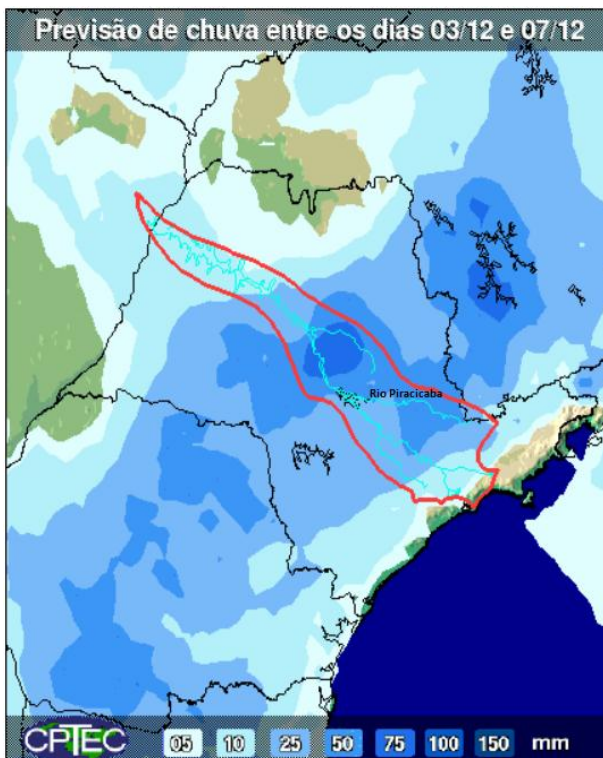 Previsão de chuva entre os dias 03/12 e 07/12
Rio Piracicaba
CPTEC 05 10 25 50 75 100 150 mm